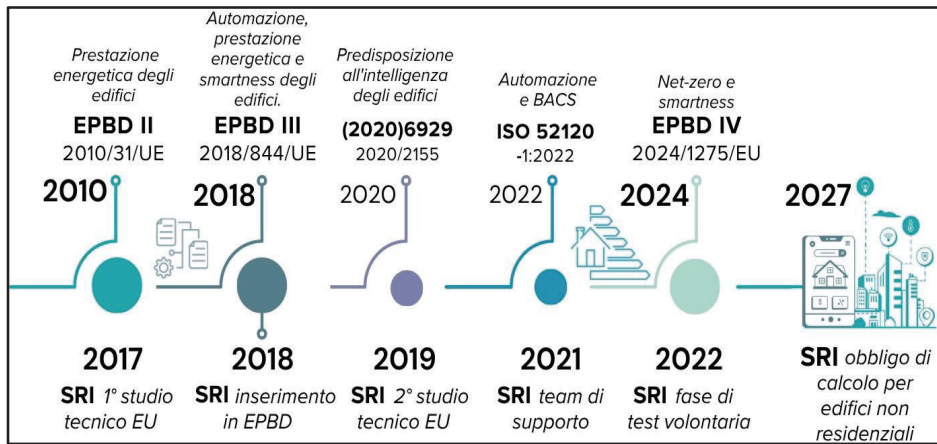 Prestazione
energetica degli
edifici
EPBD II
2010/31/UE
2010
Automazione,
prestazione
energetica e
smartness degli
edifici.
EPBD III
2018/844/UE
2018
Predisposizione
all'intelligenza
degli edifici
(2020)6929
2020/2155
2020
Automazione
e BACS
ISO 52120
-1:2022
2022
Net-zero e
smartness
EPBD IV
2024/1275/EU
2024
2027
2017
SRI 1° studio
tecnico EU
2018
SRI inserimento
in EPBD
2019
SRI 2° studio
tecnico EU
2021
SRI team di
supporto
2022
SRI fase di
test volontaria
SRI obbligo di
calcolo per
edifici non
residenziali